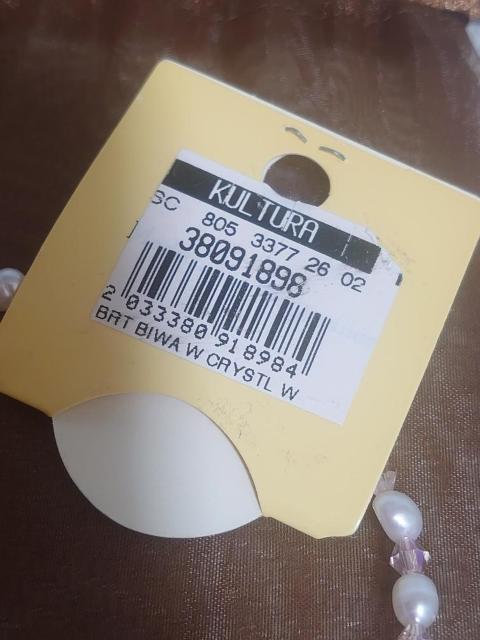 KULTURA
SC 805 3377 26 02
38091898
2 033380 918984
BRT BIWA W CRYSTL W